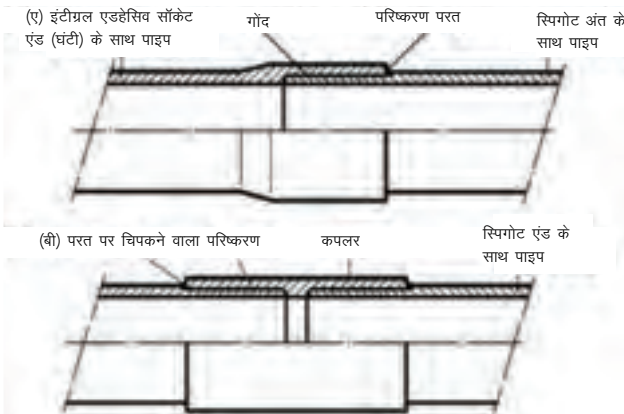 (ए) इंटीग्रल एडहेसिव सॉकेट
एंड (घंटी) के साथ पाइप
गोंद
परिष्करण परत
स्पिगोट अंत के
साथ पाइप
(बी) परत पर चिपकने वाला परिष्करण
कपलर
स्पिगोट एंड के
साथ पाइप